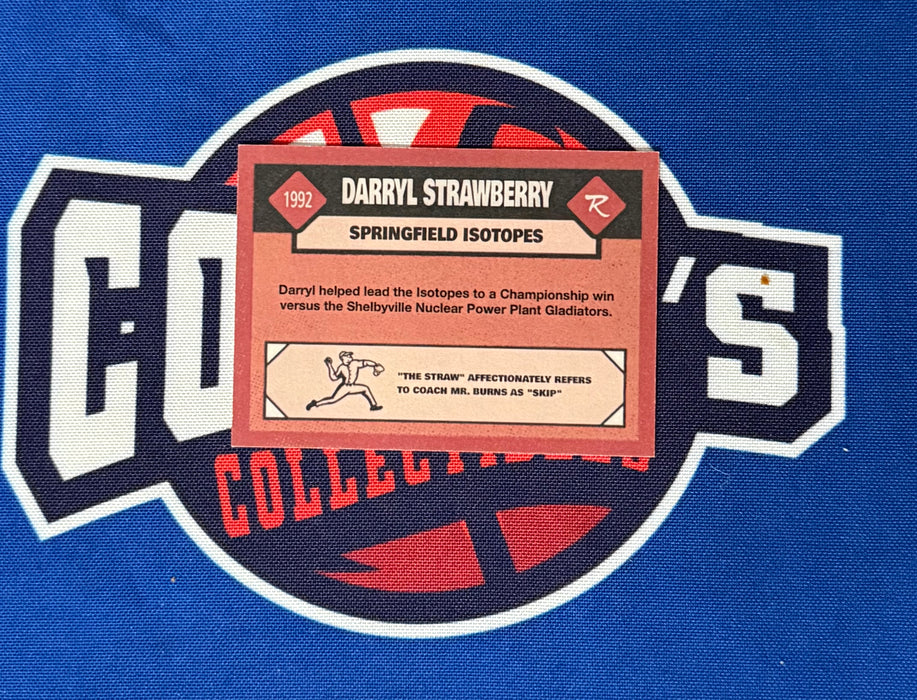 1992 DARRYL STRAWBERRY R
SPRINGFIELD ISOTOPES
Darryl helped lead the Isotopes to a Championship win
versus the Shelbyville Nuclear Power Plant Gladiators.
"THE STRAW" AFFECTIONATELY REFERS
TO COACH MR. BURNS AS "SKIP"